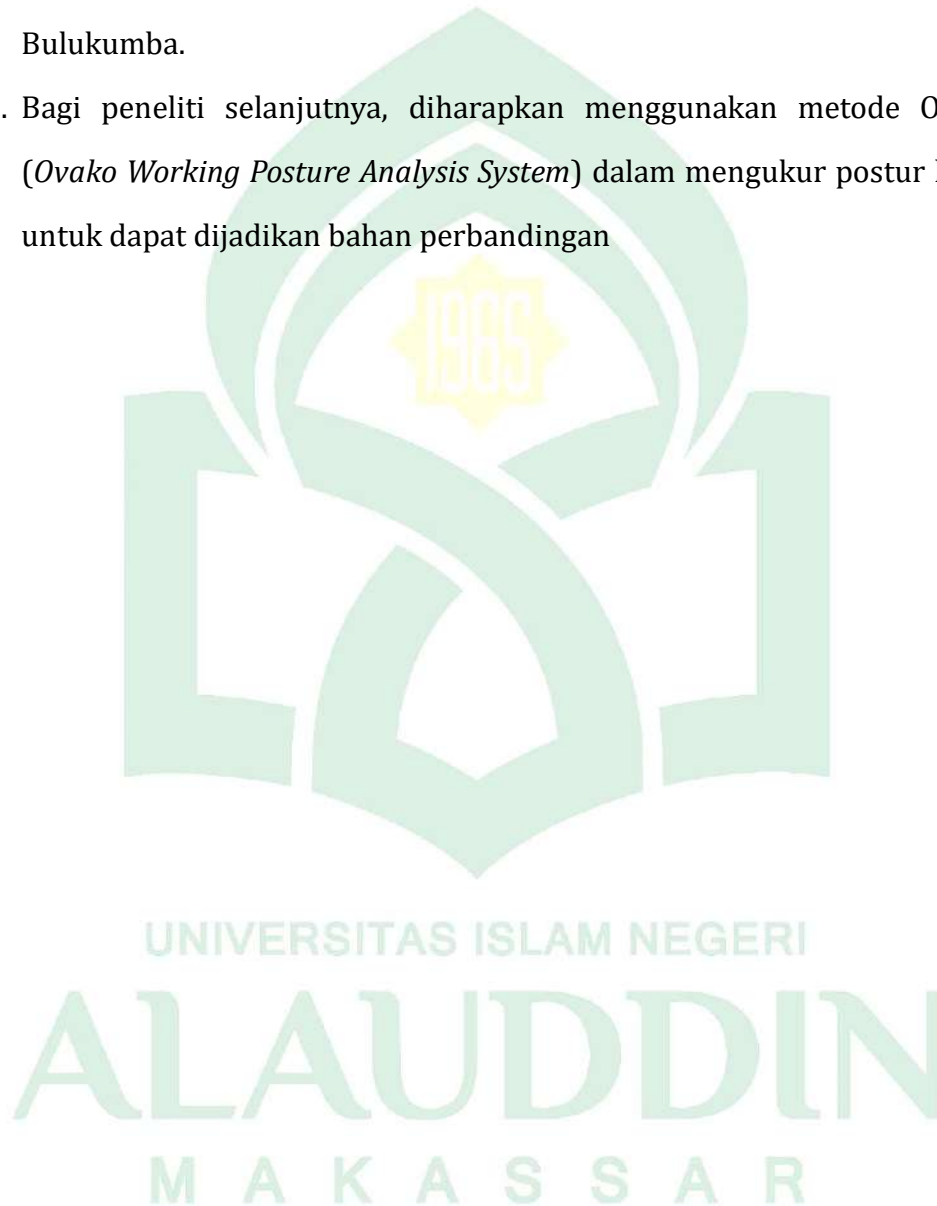 Bulukumba.
. Bagi peneliti selanjutnya, diharapkan menggunakan metode O
(Ovako Working Posture Analysis System) dalam mengukur postur
untuk dapat dijadikan bahan perbandingan
1965
UNIVERSITAS ISLAM NEGERI
ALAUDDIN
MAKASSAR